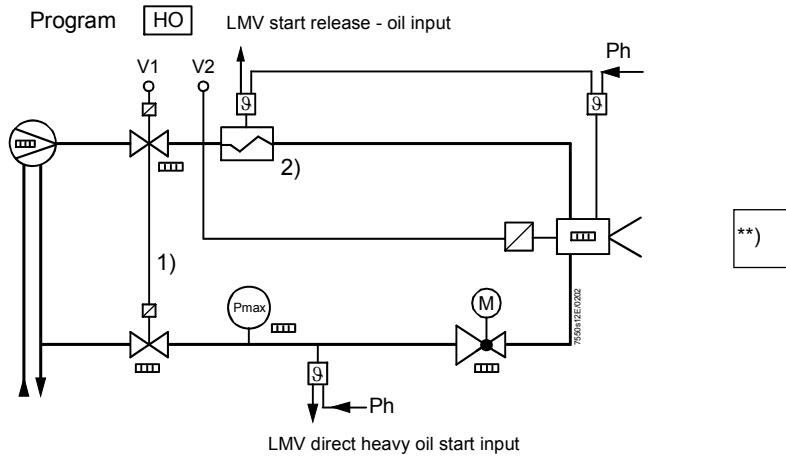 Program HO LMV start release - oil input
Ph
V1 V2
ϑ ϑ
2)
**)
1)
Pmax
M
7550s12E/0202
ϑ
Ph
LMV direct heavy oil start input